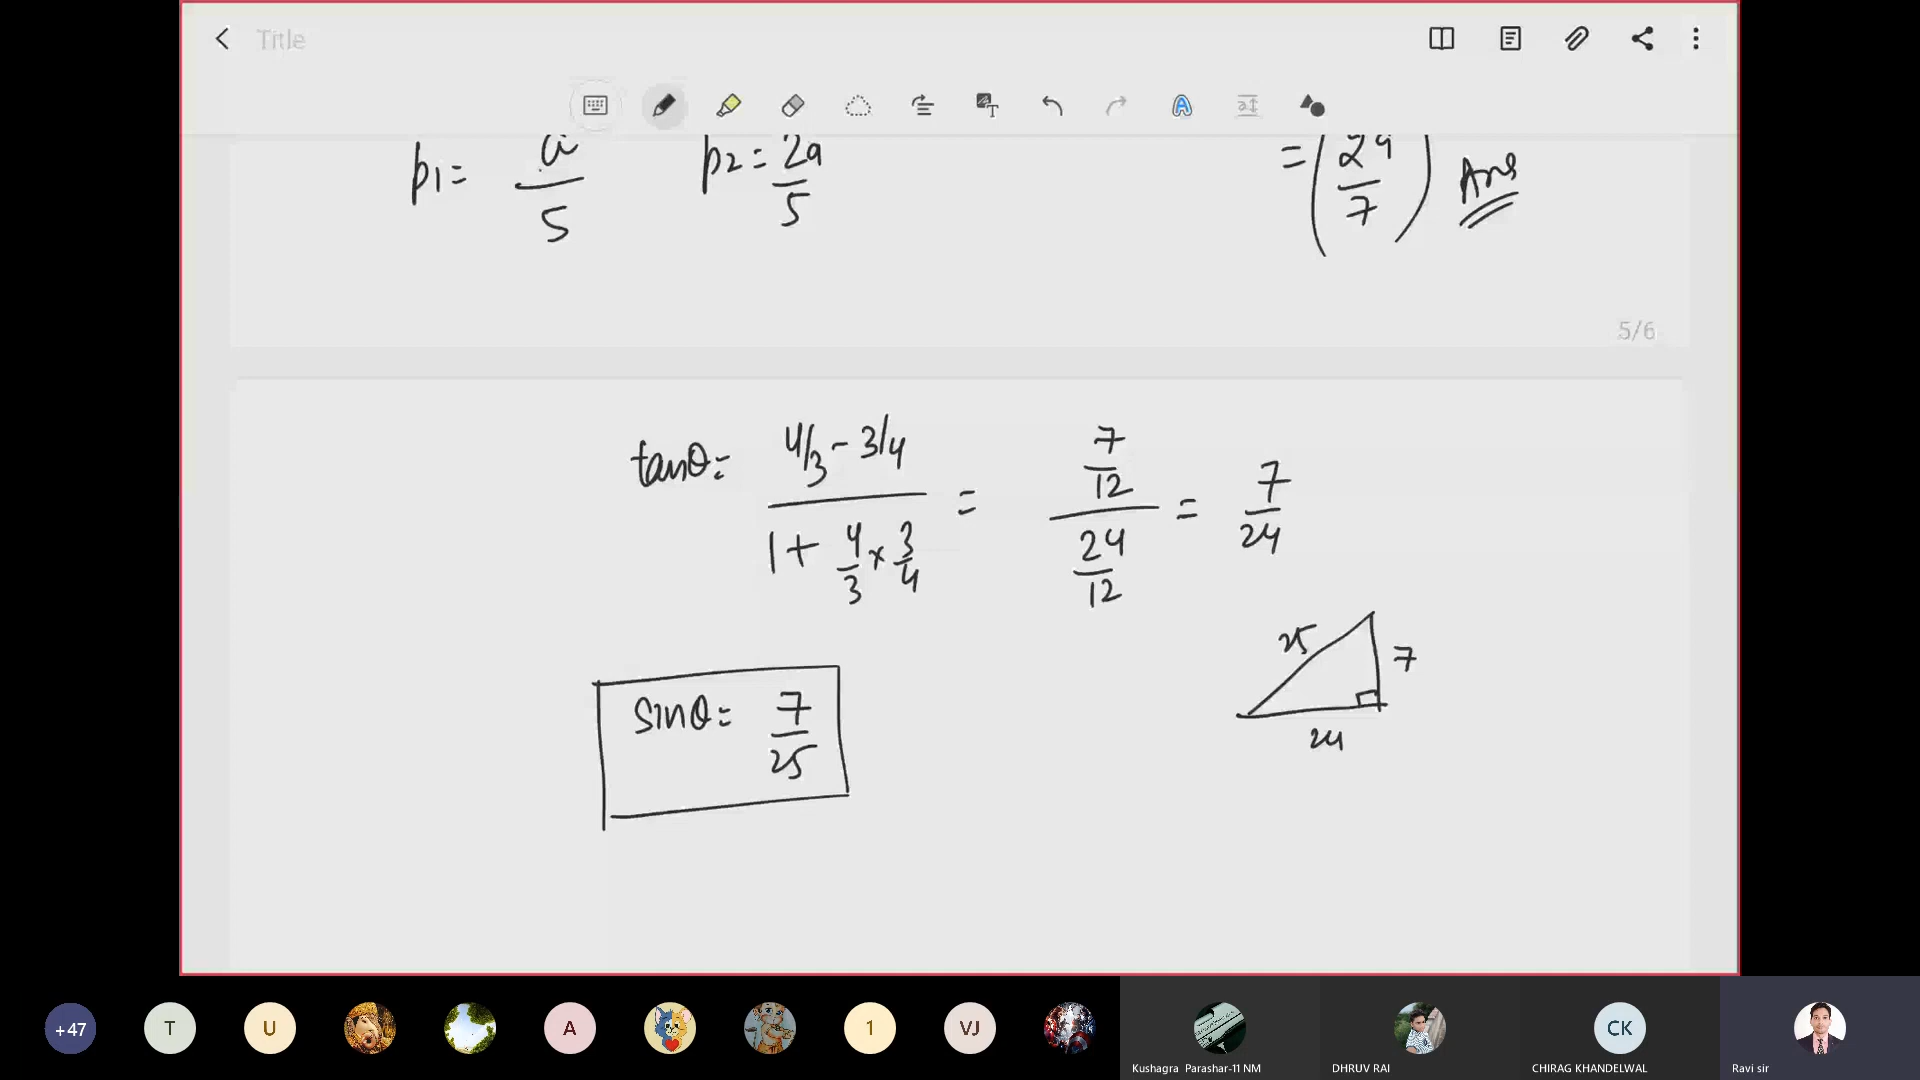 Title
p1 = a/5 p2 = 2a/5 = (24/7) Ans
5/6
tanθ = (4/3 - 3/4)/(1 + 4/3 × 3/4) = (7/12)/(24/12) = 7/24
25 7
24
sinθ = 7/25
+47 T U A 1 VJ CK
Kushagra Parashar-11 NM DHRUV RAI CHIRAG KHANDELWAL Ravi sir